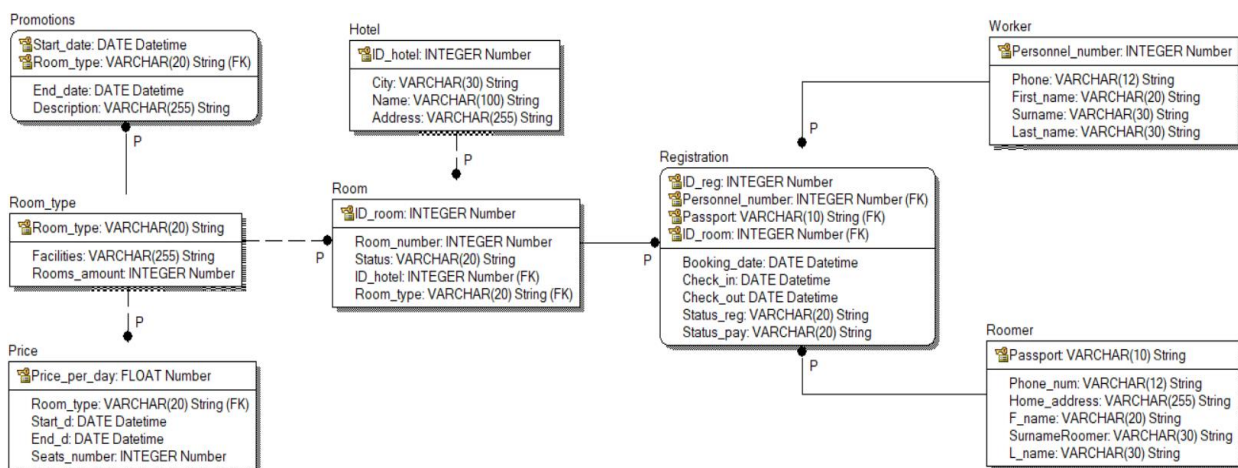 Promotions
Start_date: DATE Datetime
Room_type: VARCHAR(20) String (FK)
End_date: DATE Datetime
Description: VARCHAR(255) String
P
Hotel
ID_hotel: INTEGER Number
City: VARCHAR(30) String
Name: VARCHAR(100) String
Address: VARCHAR(255) String
P
Worker
Personnel_number: INTEGER Number
Phone: VARCHAR(12) String
First_name: VARCHAR(20) String
Surname: VARCHAR(30) String
Last_name: VARCHAR(30) String
P
Room_type
Room_type: VARCHAR(20) String
Facilities: VARCHAR(255) String
Rooms_amount: INTEGER Number
P
P
Room
ID_room: INTEGER Number
Room_number: INTEGER Number
Status: VARCHAR(20) String
ID_hotel: INTEGER Number (FK)
Room_type: VARCHAR(20) String (FK)
P
Registration
ID_reg: INTEGER Number
Personnel_number: INTEGER Number (FK)
Passport: VARCHAR(10) String (FK)
ID_room: INTEGER Number (FK)
Booking_date: DATE Datetime
Check_in: DATE Datetime
Check_out: DATE Datetime
Status_reg: VARCHAR(20) String
Status_pay: VARCHAR(20) String
P
Price
Price_per_day: FLOAT Number
Room_type: VARCHAR(20) String (FK)
Start_d: DATE Datetime
End_d: DATE Datetime
Seats_number: INTEGER Number
Roomer
Passport: VARCHAR(10) String
Phone_num: VARCHAR(12) String
Home_address: VARCHAR(255) String
F_name: VARCHAR(20) String
SurnameRoomer: VARCHAR(30) String
L_name: VARCHAR(30) String